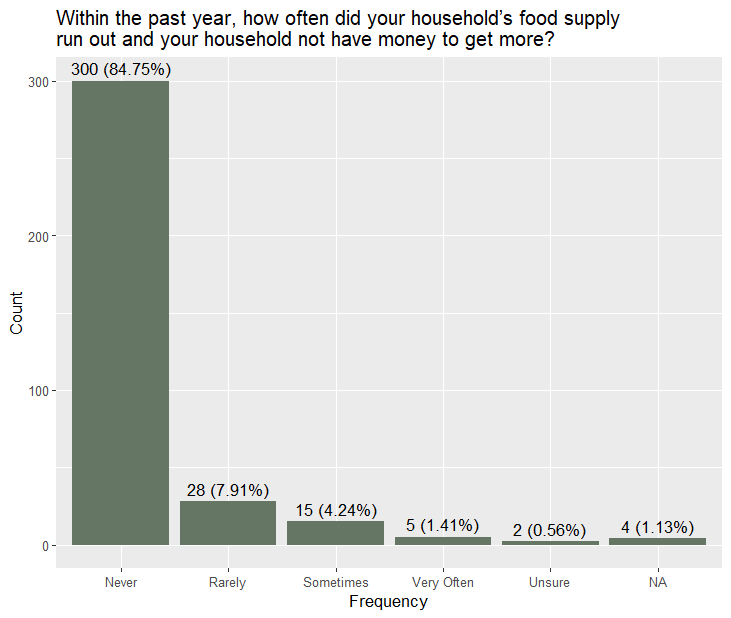 Within the past year, how often did your household’s food supply
run out and your household not have money to get more?
300 (84.75%)
28 (7.91%)
15 (4.24%)
5 (1.41%)
2 (0.56%)
4 (1.13%)
300
200
100
0
Count
Never
Rarely
Sometimes
Very Often
Unsure
NA
Frequency